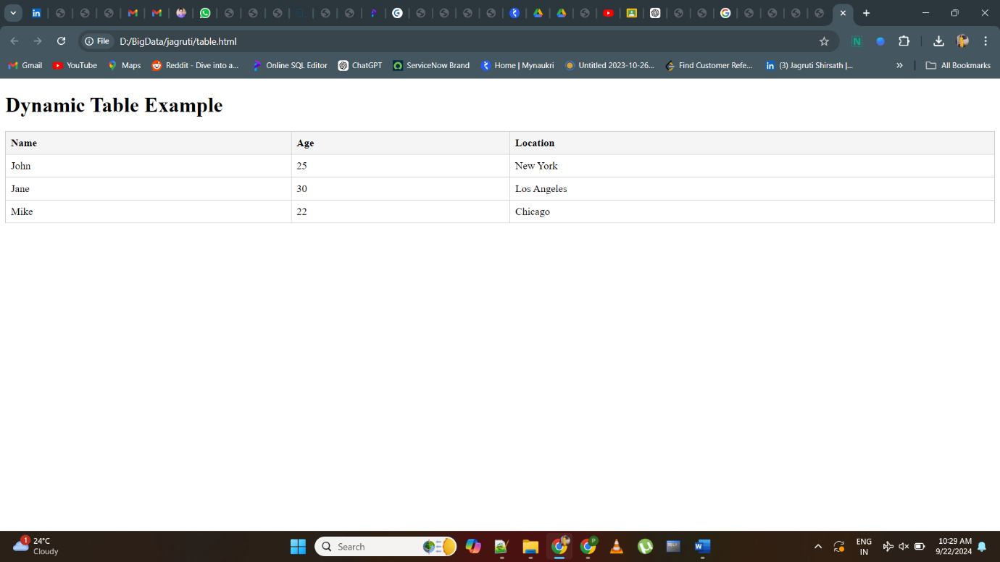 File
D:/BigData/jagruti/table.html
Gmail YouTube Maps Reddit - Dive into a... Online SQL Editor ChatGPT ServiceNow Brand Home | Mynaukri Untitled 2023-10-26... Find Customer Refe... (3) Jagruti Shirsath |... » All Bookmarks
Dynamic Table Example
Name Age Location
John 25 New York
Jane 30 Los Angeles
Mike 22 Chicago
1
24°C
Cloudy
Search
ENG
IN
10:29 AM
9/22/2024